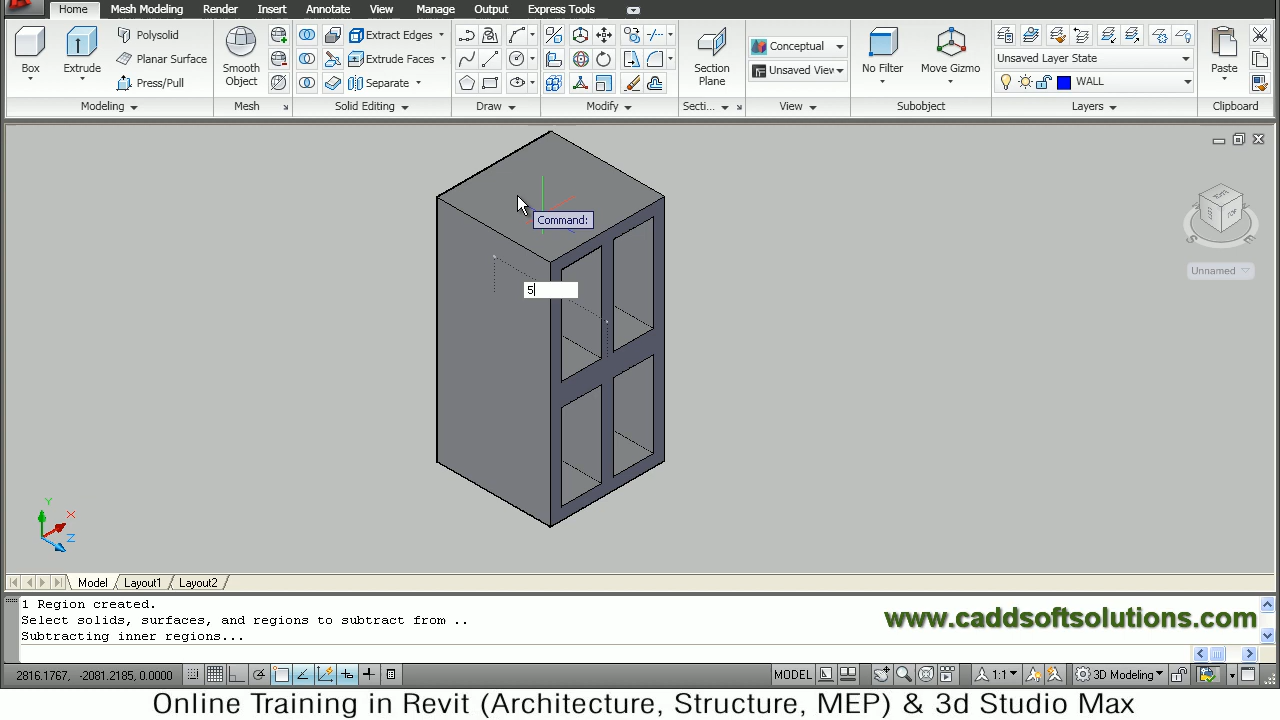 Home Mesh Modeling Render Insert Annotate View Manage Output Express Tools
Box
Extrude
Polysolid
Planar Surface
Press/Pull
Modeling
Smooth Object
Mesh
Extract Edges
Extrude Faces
Separate
Solid Editing
Draw
Modify
Section Plane
Secti...
Conceptual
Unsaved View
View
No Filter
Move Gizmo
Subobject
Unsaved Layer State
WALL
Layers
Paste
Clipboard
Command:
5
Unnamed
S E
Y
X
Z
Model Layout1 Layout2
1 Region created.
Select solids, surfaces, and regions to subtract from ..
Subtracting inner regions...
www.caddsoftsolutions.com
2816.1767, -2081.2185, 0.0000
MODEL
1:1
3D Modeling
Online Training in Revit (Architecture, Structure, MEP) & 3d Studio Max